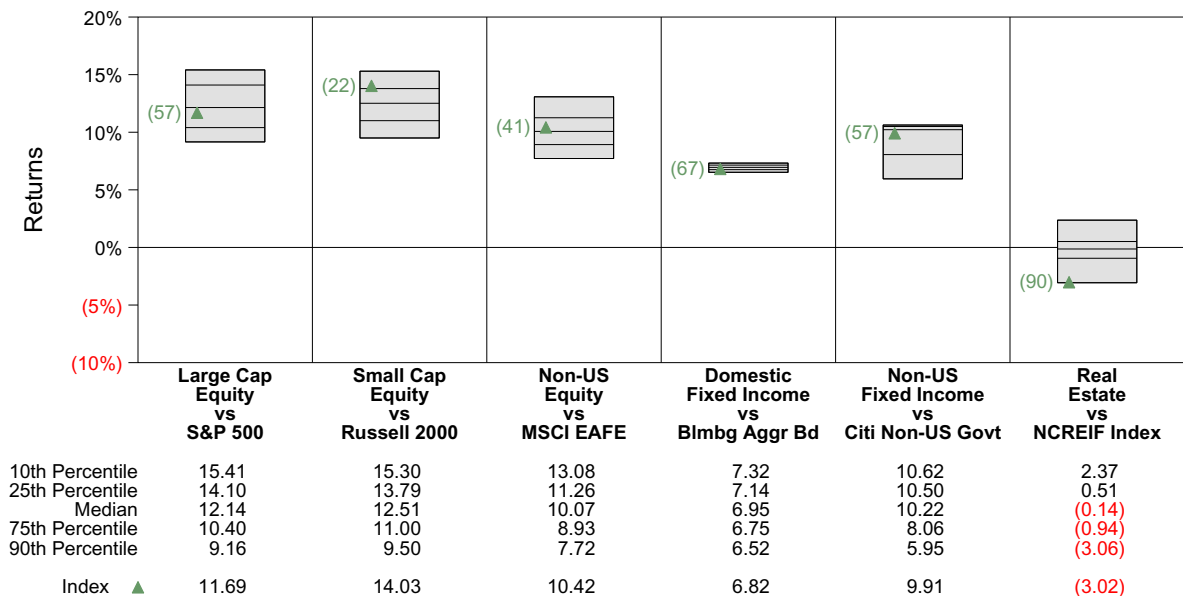 20%
15%
10%
5%
0%
(5%)
(10%)
Returns
(57)
(22)
(41)
(67)
(57)
(90)
Large Cap
Equity
vs
S&P 500
Small Cap
Equity
vs
Russell 2000
Non-US
Equity
vs
MSCI EAFE
Domestic
Fixed Income
vs
Blmbg Aggr Bd
Non-US
Fixed Income
vs
Citi Non-US Govt
Real
Estate
vs
NCREIF Index
10th Percentile 15.41 15.30 13.08 7.32 10.62 2.37
25th Percentile 14.10 13.79 11.26 7.14 10.50 0.51
Median 12.14 12.51 10.07 6.95 10.22 (0.14)
75th Percentile 10.40 11.00 8.93 6.75 8.06 (0.94)
90th Percentile 9.16 9.50 7.72 6.52 5.95 (3.06)
Index 11.69 14.03 10.42 6.82 9.91 (3.02)